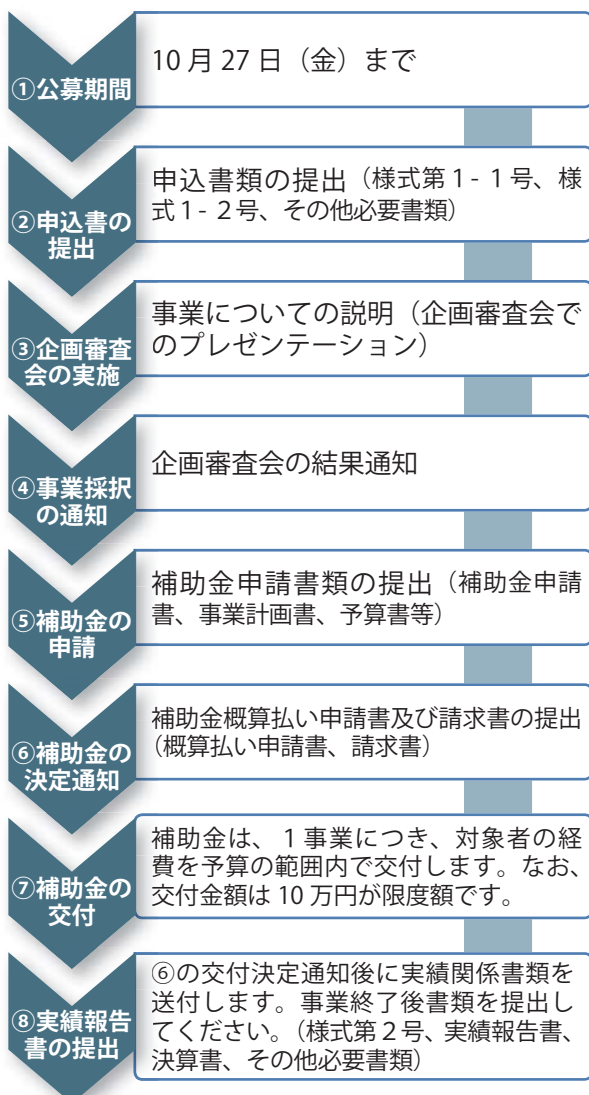 ①公募期間
10月27日（金）まで
②申込書の
提出
申込書類の提出（様式第１-１号、様
式１-２号、その他必要書類）
③企画審査
会の実施
事業についての説明（企画審査会で
のプレゼンテーション）
④事業採択
の通知
企画審査会の結果通知
⑤補助金の
申請
補助金申請書類の提出（補助金申請
書、事業計画書、予算書等）
⑥補助金の
決定通知
補助金概算払い申請書及び請求書の提出
（概算払い申請書、請求書）
⑦補助金の
交付
補助金は、１事業につき、対象者の経
費を予算の範囲内で交付します。なお、
交付金額は10万円が限度額です。
⑧実績報告
書の提出
⑥の交付決定通知後に実績関係書類を
送付します。事業終了後書類を提出し
てください。（様式第２号、実績報告書、
決算書、その他必要書類）